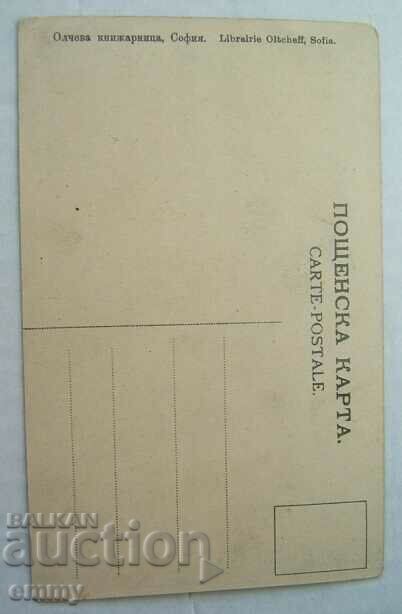 Олчева книжарница, София. Librairie Oltcheff, Sofia.
ПОЩЕНСКА КАРТА.
CARTE-POSTALE.
BALKAN
auction
emmy